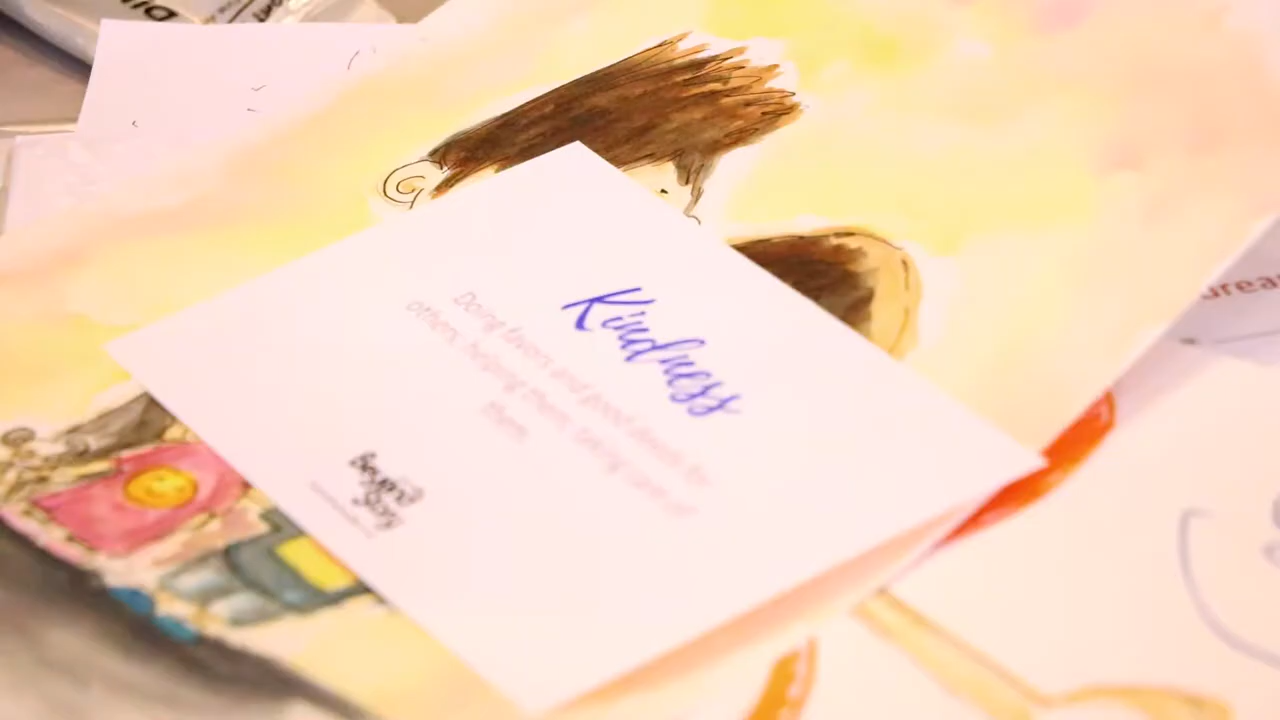 Kindness
Doing favors and good deeds for
others, helping them, taking care of
them.
Beyond
Story